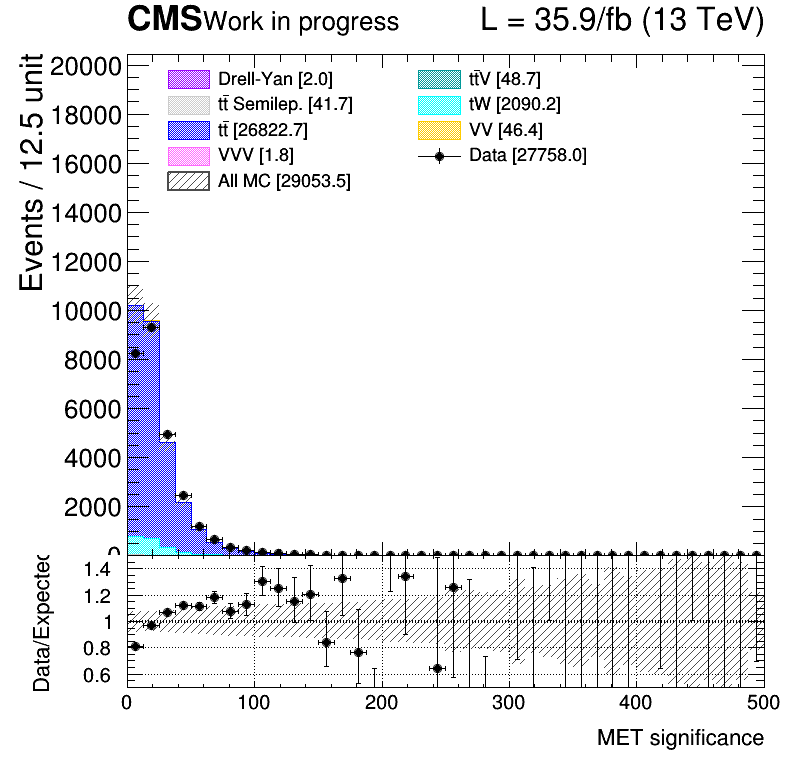 CMS Work in progress L = 35.9/fb (13 TeV)
Events / 12.5 unit
20000
18000
16000
14000
12000
10000
8000
6000
4000
2000
0
Drell-Yan [2.0]
tt̄ Semilep. [41.7]
tt̄ [26822.7]
VVV [1.8]
All MC [29053.5]
tt̄V [48.7]
tW [2090.2]
VV [46.4]
Data [27758.0]
Data/Expected
1.4
1.2
1
0.8
0.6
0 100 200 300 400 500
MET significance